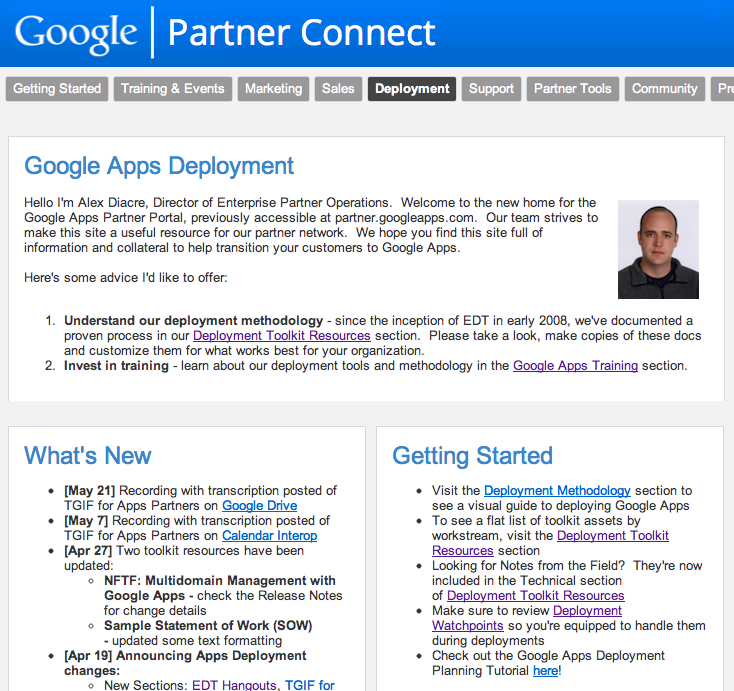 Google | Partner Connect
Getting Started Training & Events Marketing Sales Deployment Support Partner Tools Community Pre
Google Apps Deployment
Hello I'm Alex Diacre, Director of Enterprise Partner Operations.  Welcome to the new home for the
Google Apps Partner Portal, previously accessible at partner.googleapps.com.  Our team strives to
make this site a useful resource for our partner network.  We hope you find this site full of
information and collateral to help transition your customers to Google Apps.
Here's some advice I'd like to offer:
1. Understand our deployment methodology - since the inception of EDT in early 2008, we've documented a
proven process in our Deployment Toolkit Resources section.  Please take a look, make copies of these docs
and customize them for what works best for your organization.
2. Invest in training - learn about our deployment tools and methodology in the Google Apps Training section.
What's New
• [May 21] Recording with transcription posted of
TGIF for Apps Partners on Google Drive
• [May 7] Recording with transcription posted of
TGIF for Apps Partners on Calendar Interop
• [Apr 27] Two toolkit resources have been
updated:
○ NFTF: Multidomain Management with
Google Apps - check the Release Notes
for change details
○ Sample Statement of Work (SOW)
- updated some text formatting
• [Apr 19] Announcing Apps Deployment
changes:
○ New Sections: EDT Hangouts, TGIF for
Getting Started
• Visit the Deployment Methodology section to
see a visual guide to deploying Google Apps
• To see a flat list of toolkit assets by
workstream, visit the Deployment Toolkit
Resources section
• Looking for Notes from the Field?  They're now
included in the Technical section
of Deployment Toolkit Resources
• Make sure to review Deployment
Watchpoints so you're equipped to handle them
during deployments
• Check out the Google Apps Deployment
Planning Tutorial here!